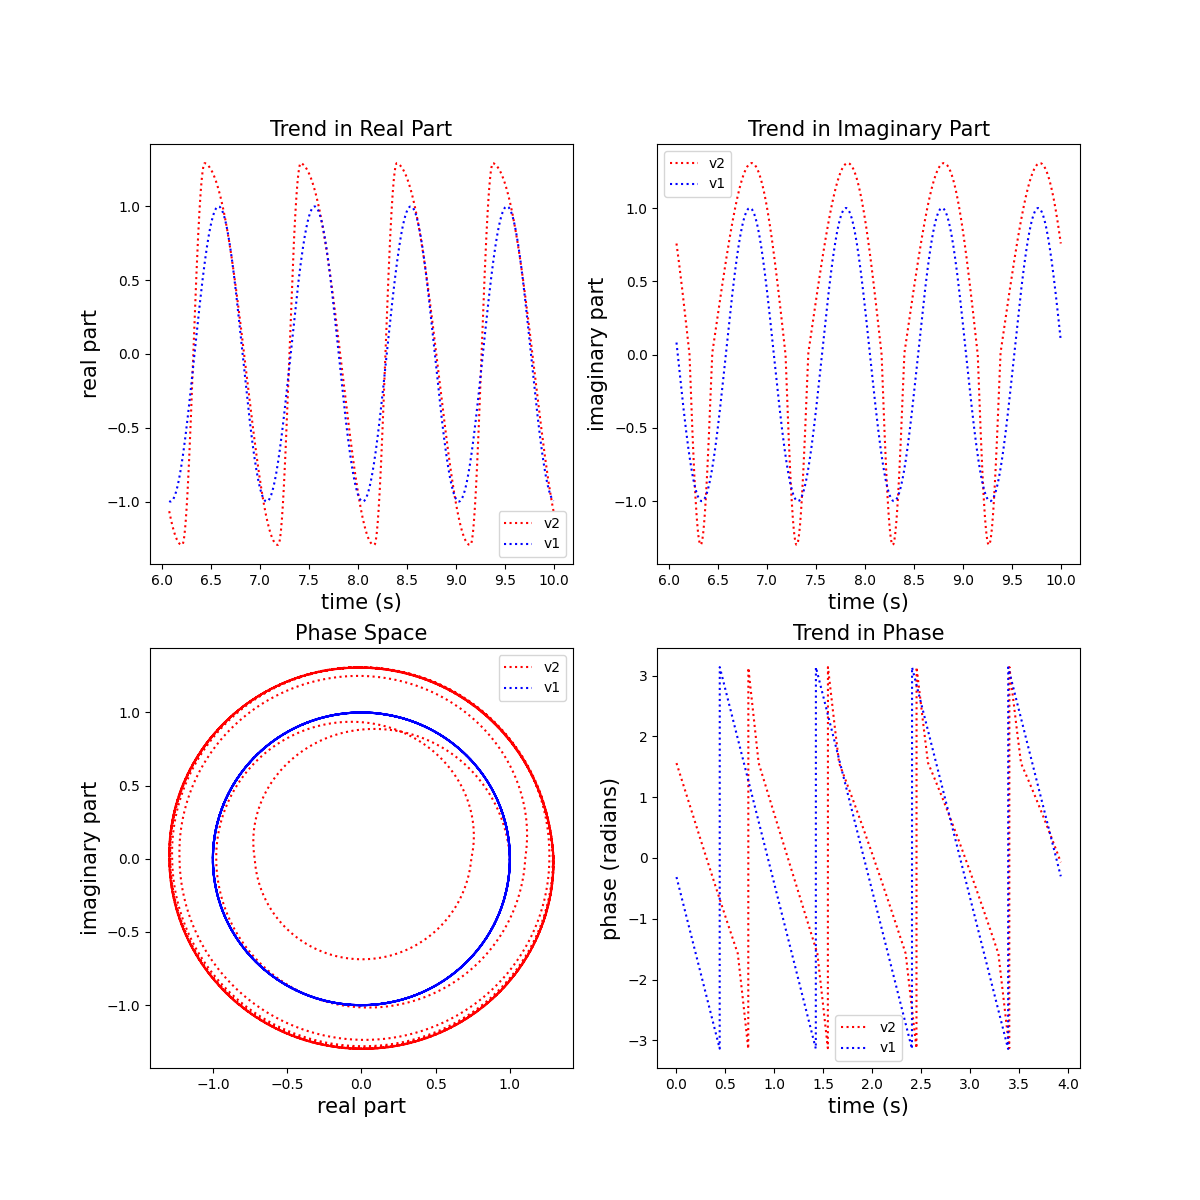 Trend in Real Part
real part
1.0
0.5
0.0
−0.5
−1.0
v2
v1
6.0 6.5 7.0 7.5 8.0 8.5 9.0 9.5 10.0
time (s)
Trend in Imaginary Part
v2
v1
imaginary part
1.0
0.5
0.0
−0.5
−1.0
6.0 6.5 7.0 7.5 8.0 8.5 9.0 9.5 10.0
time (s)
Phase Space
v2
v1
imaginary part
1.0
0.5
0.0
−0.5
−1.0
−1.0 −0.5 0.0 0.5 1.0
real part
Trend in Phase
phase (radians)
3
2
1
0
−1
−2
−3
v2
v1
0.0 0.5 1.0 1.5 2.0 2.5 3.0 3.5 4.0
time (s)